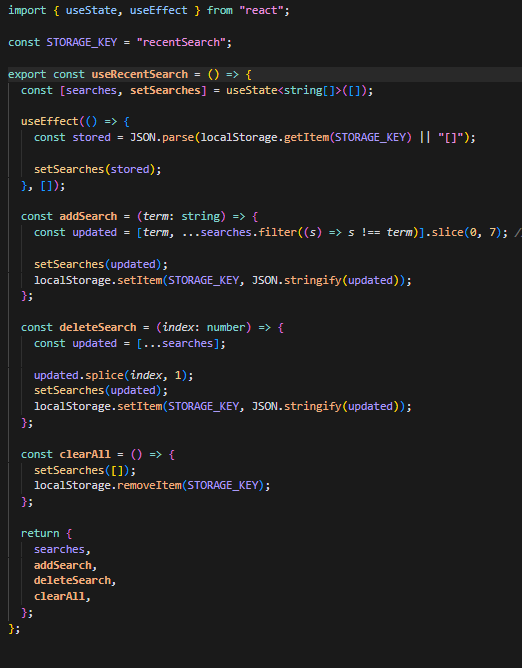 import { useState, useEffect } from "react";
const STORAGE_KEY = "recentSearch";
export const useRecentSearch = () => {
const [searches, setSearches] = useState<string[]>([]);
useEffect(() => {
const stored = JSON.parse(localStorage.getItem(STORAGE_KEY) || "[]");
setSearches(stored);
}, []);
const addSearch = (term: string) => {
const updated = [term, ...searches.filter((s) => s !== term)].slice(0, 7); /
setSearches(updated);
localStorage.setItem(STORAGE_KEY, JSON.stringify(updated));
};
const deleteSearch = (index: number) => {
const updated = [...searches];
updated.splice(index, 1);
setSearches(updated);
localStorage.setItem(STORAGE_KEY, JSON.stringify(updated));
};
const clearAll = () => {
setSearches([]);
localStorage.removeItem(STORAGE_KEY);
};
return {
searches,
addSearch,
deleteSearch,
clearAll,
};
};